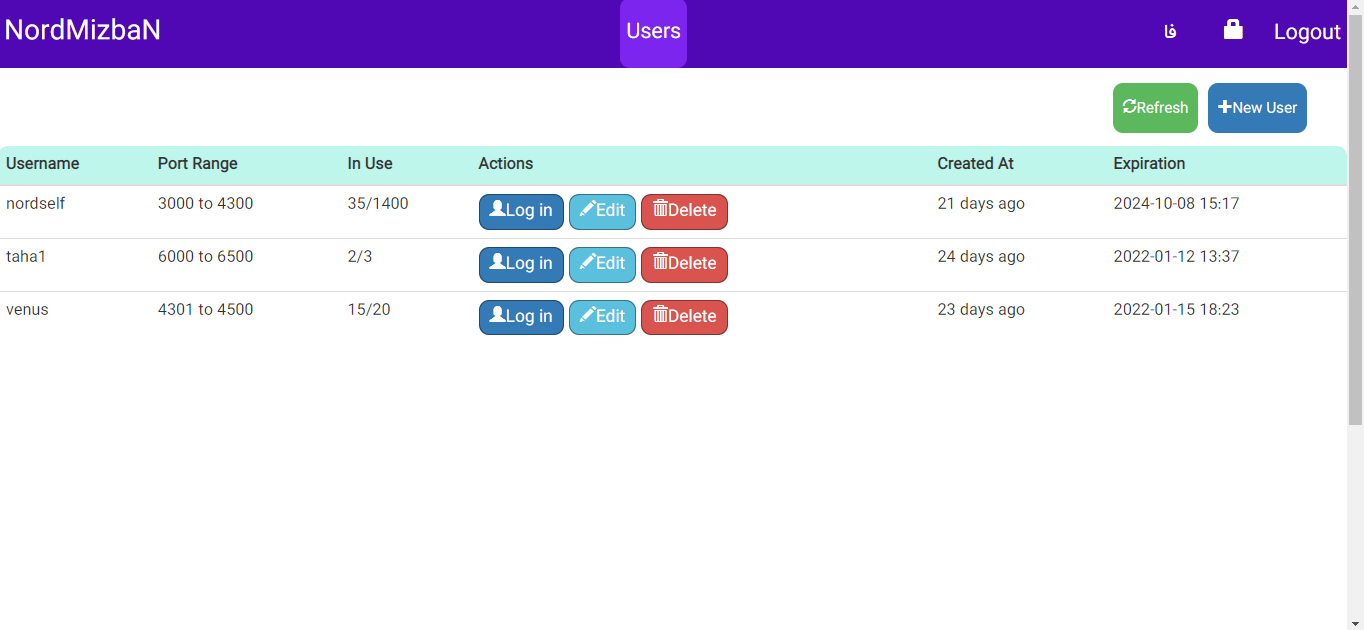 NordMizbaN Users فا Logout
Refresh New User
Username Port Range In Use Actions Created At Expiration
nordself 3000 to 4300 35/1400 Log in Edit Delete 21 days ago 2024-10-08 15:17
taha1 6000 to 6500 2/3 Log in Edit Delete 24 days ago 2022-01-12 13:37
venus 4301 to 4500 15/20 Log in Edit Delete 23 days ago 2022-01-15 18:23